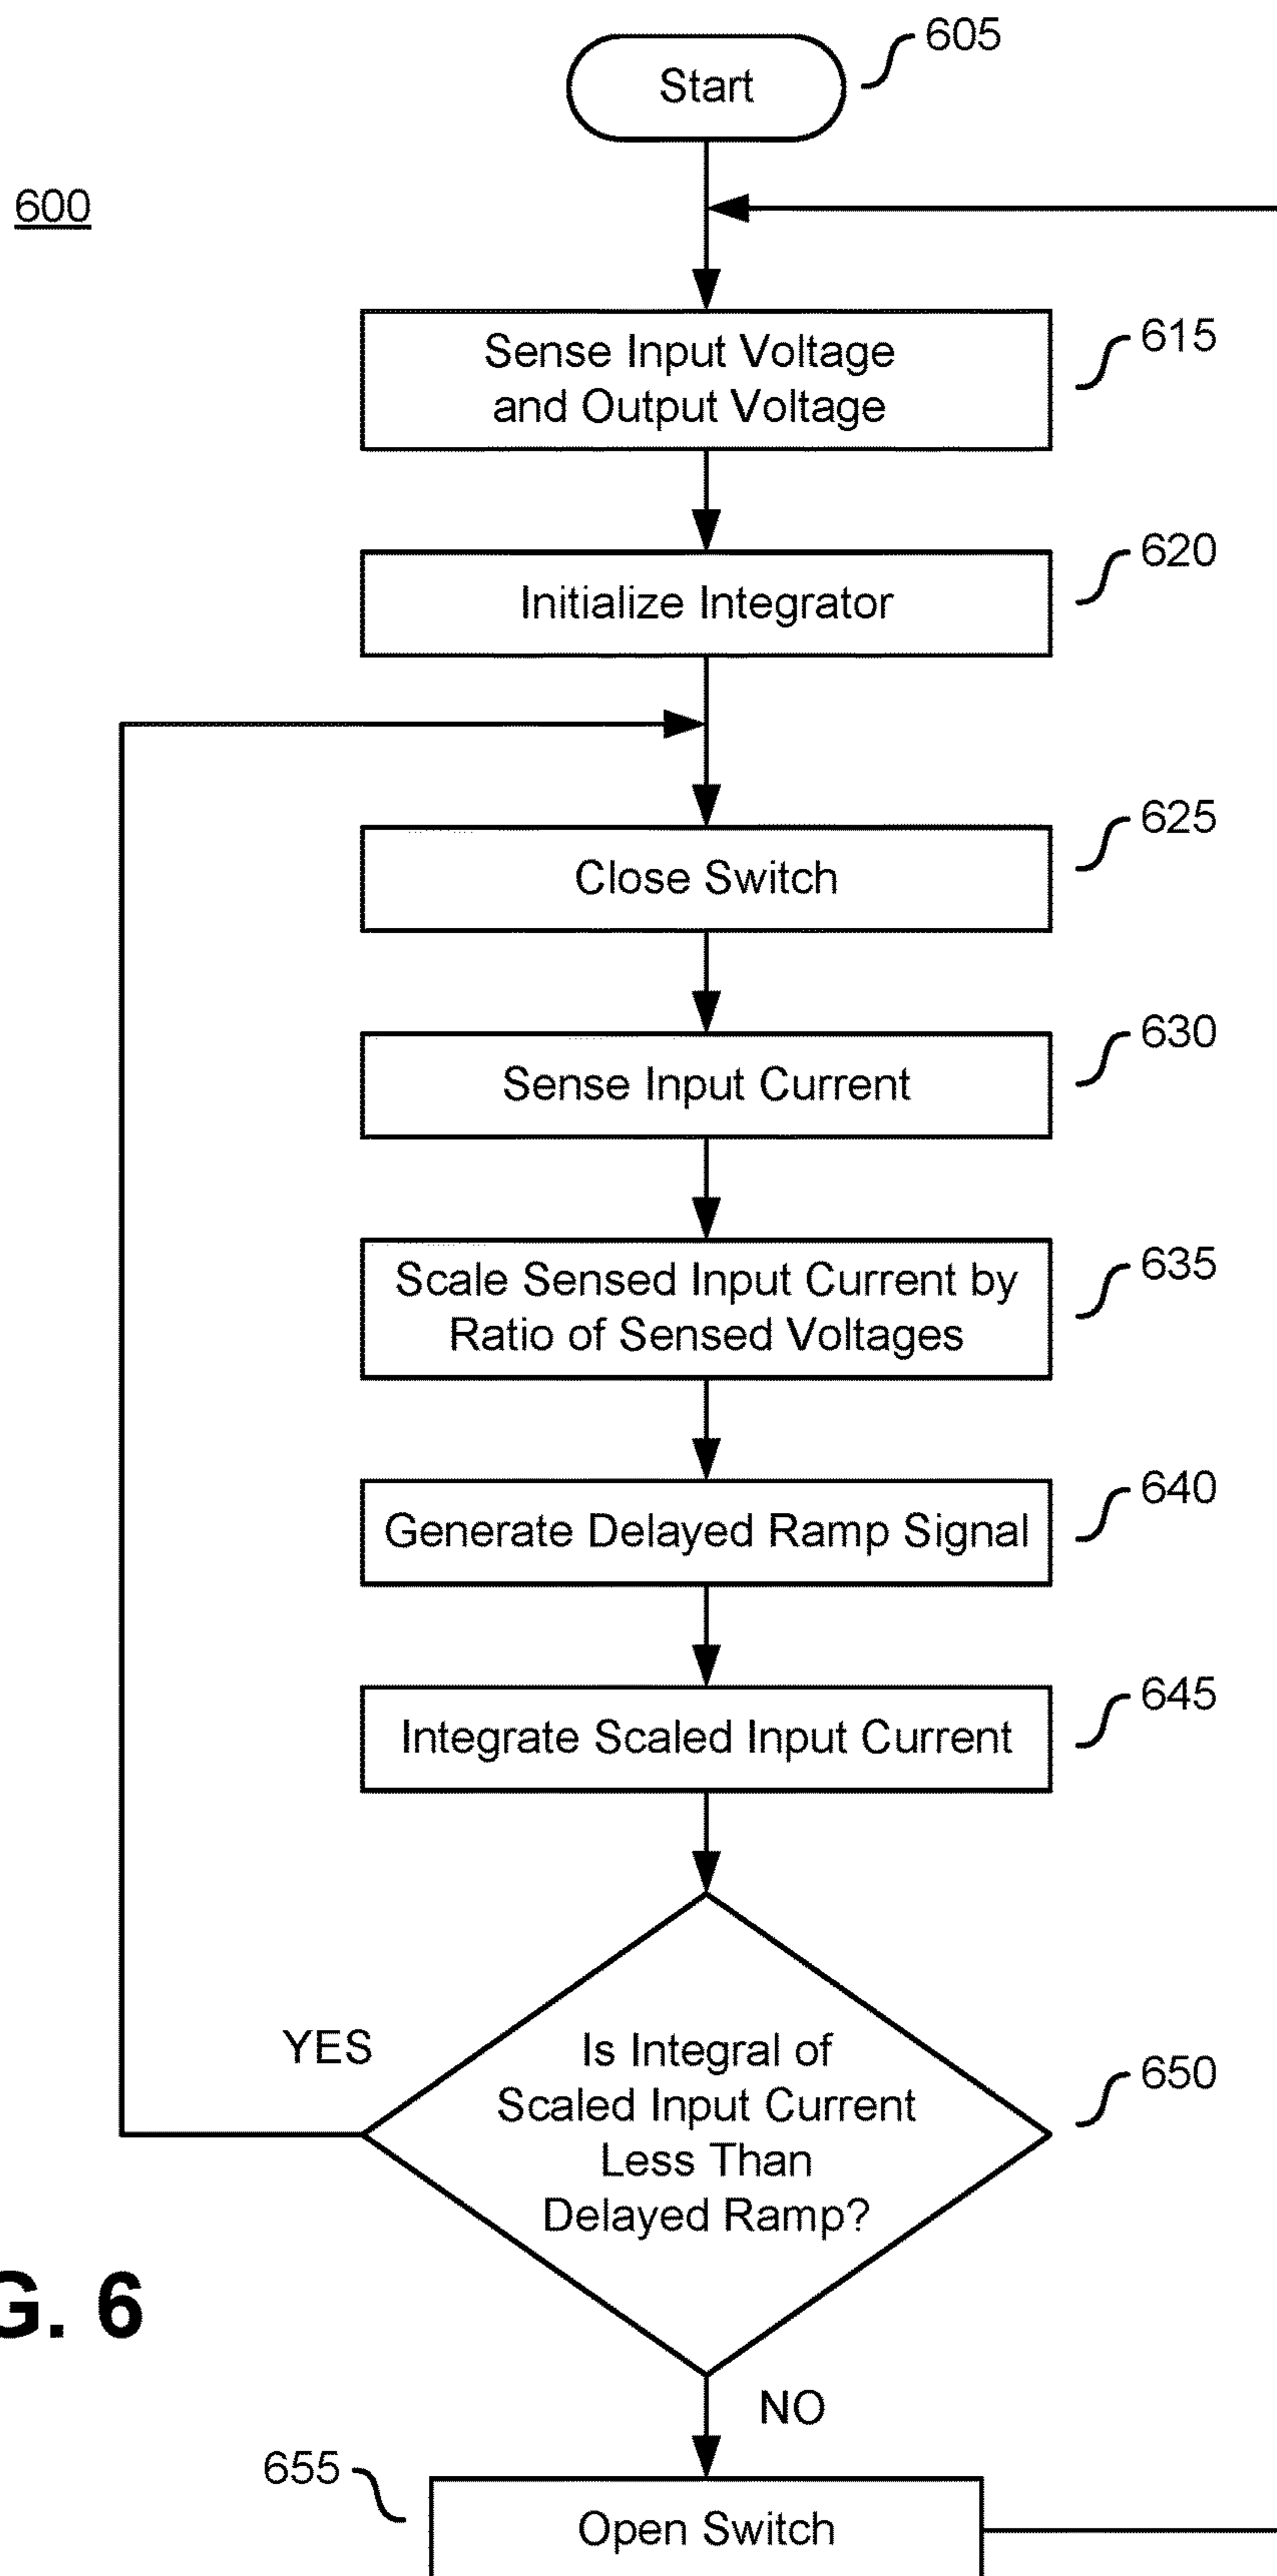 Start
605
600
Sense Input Voltage
and Output Voltage
615
Initialize Integrator
620
Close Switch
625
Sense Input Current
630
Scale Sensed Input Current by
Ratio of Sensed Voltages
635
Generate Delayed Ramp Signal
640
Integrate Scaled Input Current
645
YES
Is Integral of
Scaled Input Current
Less Than
Delayed Ramp?
650
G. 6
NO
655
Open Switch